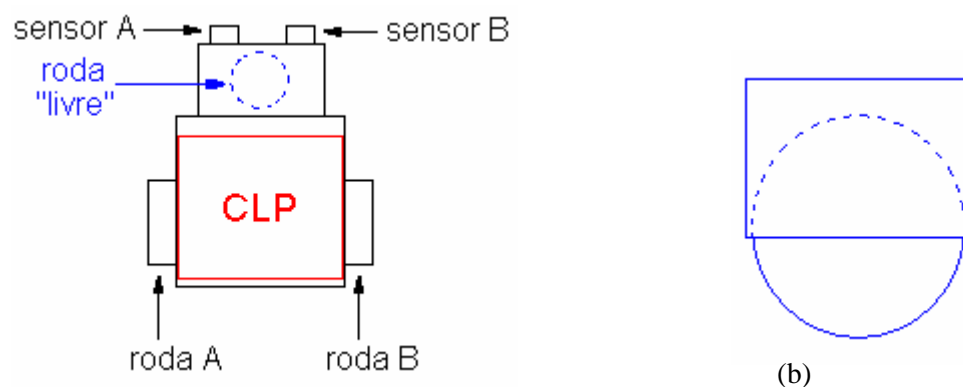 sensor A
sensor B
roda
"livre"
CLP
roda A
roda B
(b)